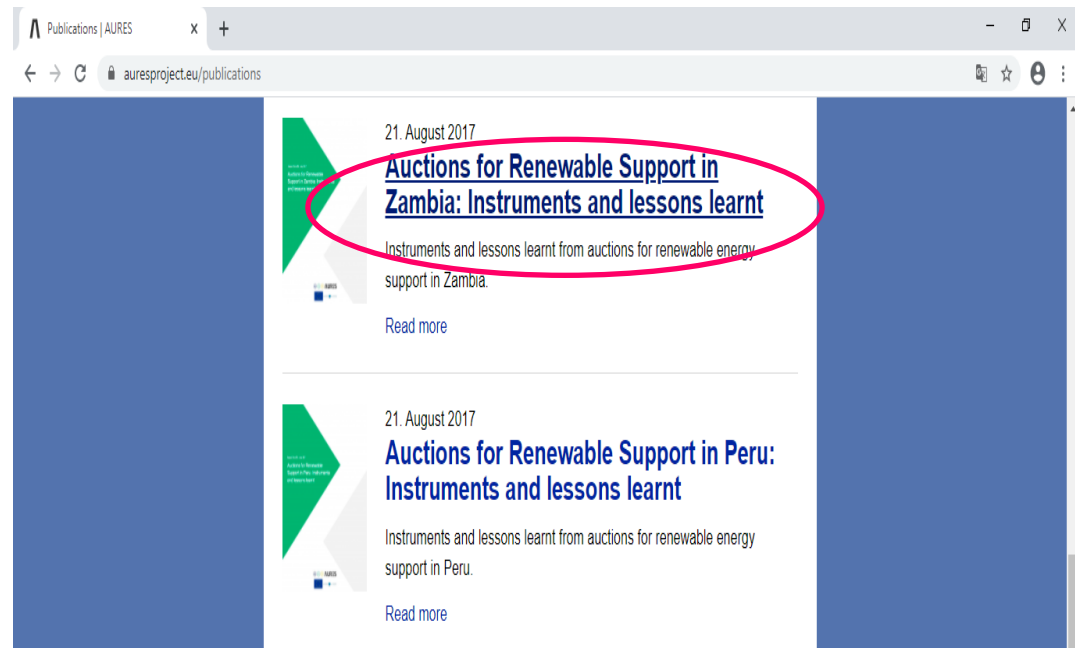 Publications | AURES
auresproject.eu/publications
21. August 2017
Auctions for Renewable Support in
Zambia: Instruments and lessons learnt
Instruments and lessons learnt from auctions for renewable energy
support in Zambia.
Read more
21. August 2017
Auctions for Renewable Support in Peru:
Instruments and lessons learnt
Instruments and lessons learnt from auctions for renewable energy
support in Peru.
Read more